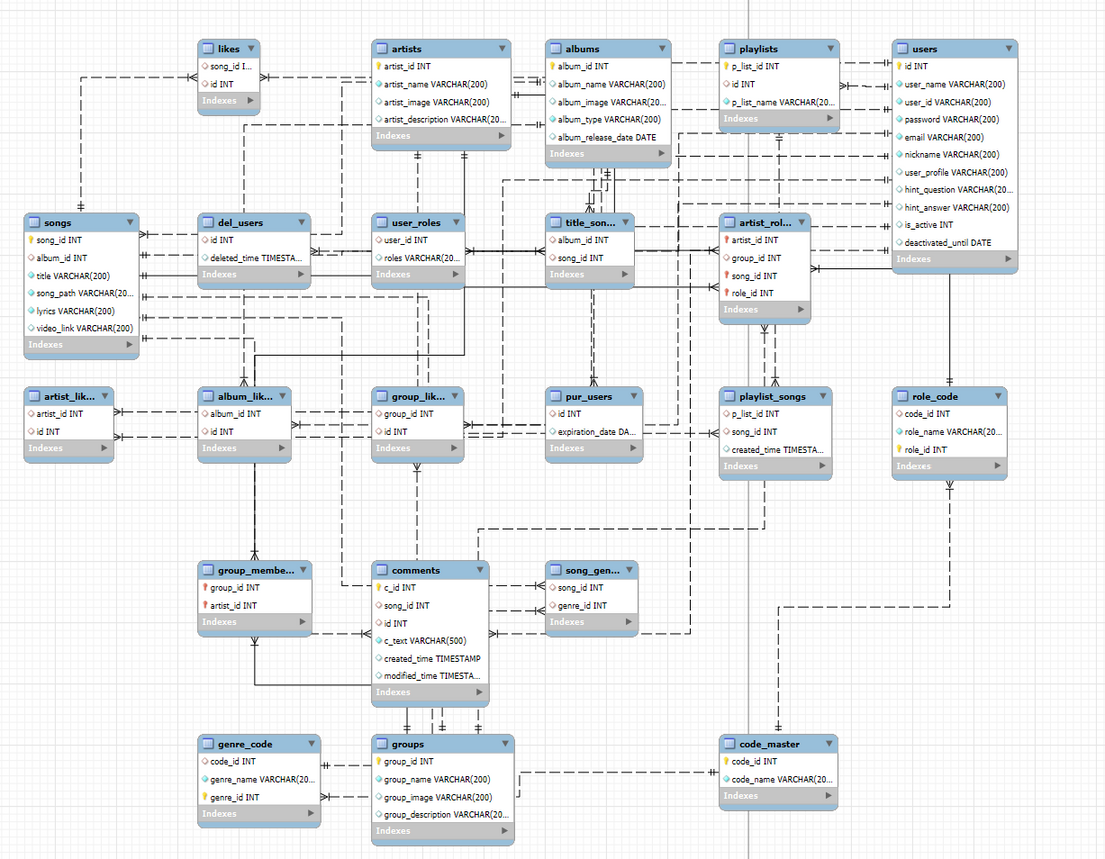 likes
song_id I...
id INT
Indexes
artists
artist_id INT
artist_name VARCHAR(200)
artist_image VARCHAR(200)
artist_description VARCHAR(20...
Indexes
albums
album_id INT
album_name VARCHAR(200)
album_image VARCHAR(20...
album_type VARCHAR(200)
album_release_date DATE
Indexes
playlists
p_list_id INT
id INT
p_list_name VARCHAR(20...
Indexes
users
id INT
user_name VARCHAR(200)
user_id VARCHAR(200)
password VARCHAR(200)
email VARCHAR(200)
nickname VARCHAR(200)
user_profile VARCHAR(200)
hint_question VARCHAR(20...
hint_answer VARCHAR(200)
is_active INT
deactivated_until DATE
Indexes
songs
song_id INT
album_id INT
title VARCHAR(200)
song_path VARCHAR(20...
lyrics VARCHAR(200)
video_link VARCHAR(200)
Indexes
del_users
id INT
deleted_time TIMESTA...
Indexes
user_roles
user_id INT
roles VARCHAR(20...
Indexes
title_son...
album_id INT
song_id INT
Indexes
artist_rol...
artist_id INT
group_id INT
song_id INT
role_id INT
Indexes
artist_lik...
artist_id INT
id INT
Indexes
album_lik...
album_id INT
id INT
Indexes
group_lik...
group_id INT
id INT
Indexes
pur_users
id INT
expiration_date DA...
Indexes
playlist_songs
p_list_id INT
song_id INT
created_time TIMESTA...
Indexes
role_code
code_id INT
role_name VARCHAR(20...
role_id INT
Indexes
group_membe...
group_id INT
artist_id INT
Indexes
comments
c_id INT
song_id INT
id INT
c_text VARCHAR(500)
created_time TIMESTAMP
modified_time TIMESTA...
Indexes
song_gen...
song_id INT
genre_id INT
Indexes
genre_code
code_id INT
genre_name VARCHAR(20...
genre_id INT
Indexes
groups
group_id INT
group_name VARCHAR(200)
group_image VARCHAR(200)
group_description VARCHAR(20...
Indexes
code_master
code_id INT
code_name VARCHAR(20...
Indexes